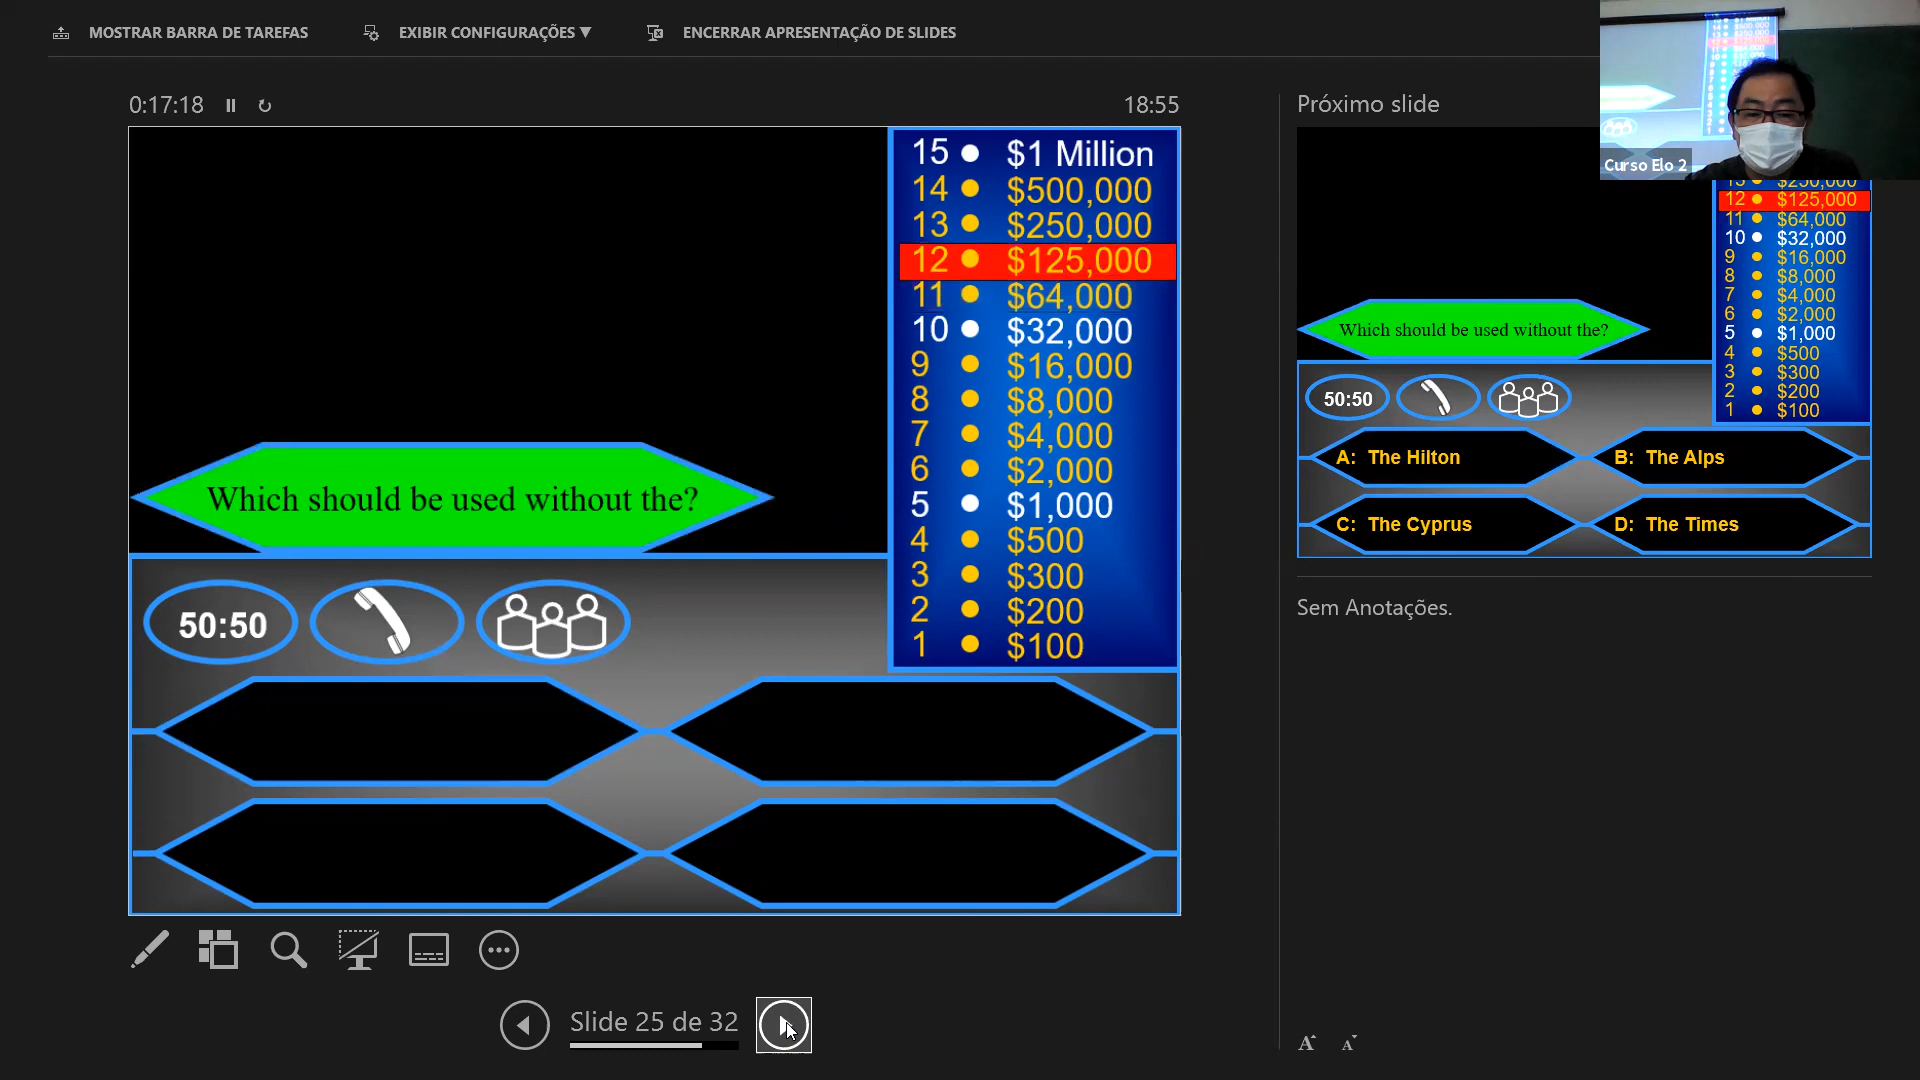 MOSTRAR BARRA DE TAREFAS
EXIBIR CONFIGURAÇÕES ▼
ENCERRAR APRESENTAÇÃO DE SLIDES
0:17:18
18:55
15 • $1 Million
14 • $500,000
13 • $250,000
12 • $125,000
11 • $64,000
10 • $32,000
9 • $16,000
8 • $8,000
7 • $4,000
6 • $2,000
5 • $1,000
4 • $500
3 • $300
2 • $200
1 • $100
Which should be used without the?
50:50
Slide 25 de 32
Próximo slide
Curso Elo 2
13 • $250,000
12 • $125,000
11 • $64,000
10 • $32,000
9 • $16,000
8 • $8,000
7 • $4,000
6 • $2,000
5 • $1,000
4 • $500
3 • $300
2 • $200
1 • $100
Which should be used without the?
50:50
A: The Hilton
B: The Alps
C: The Cyprus
D: The Times
Sem Anotações.
A A